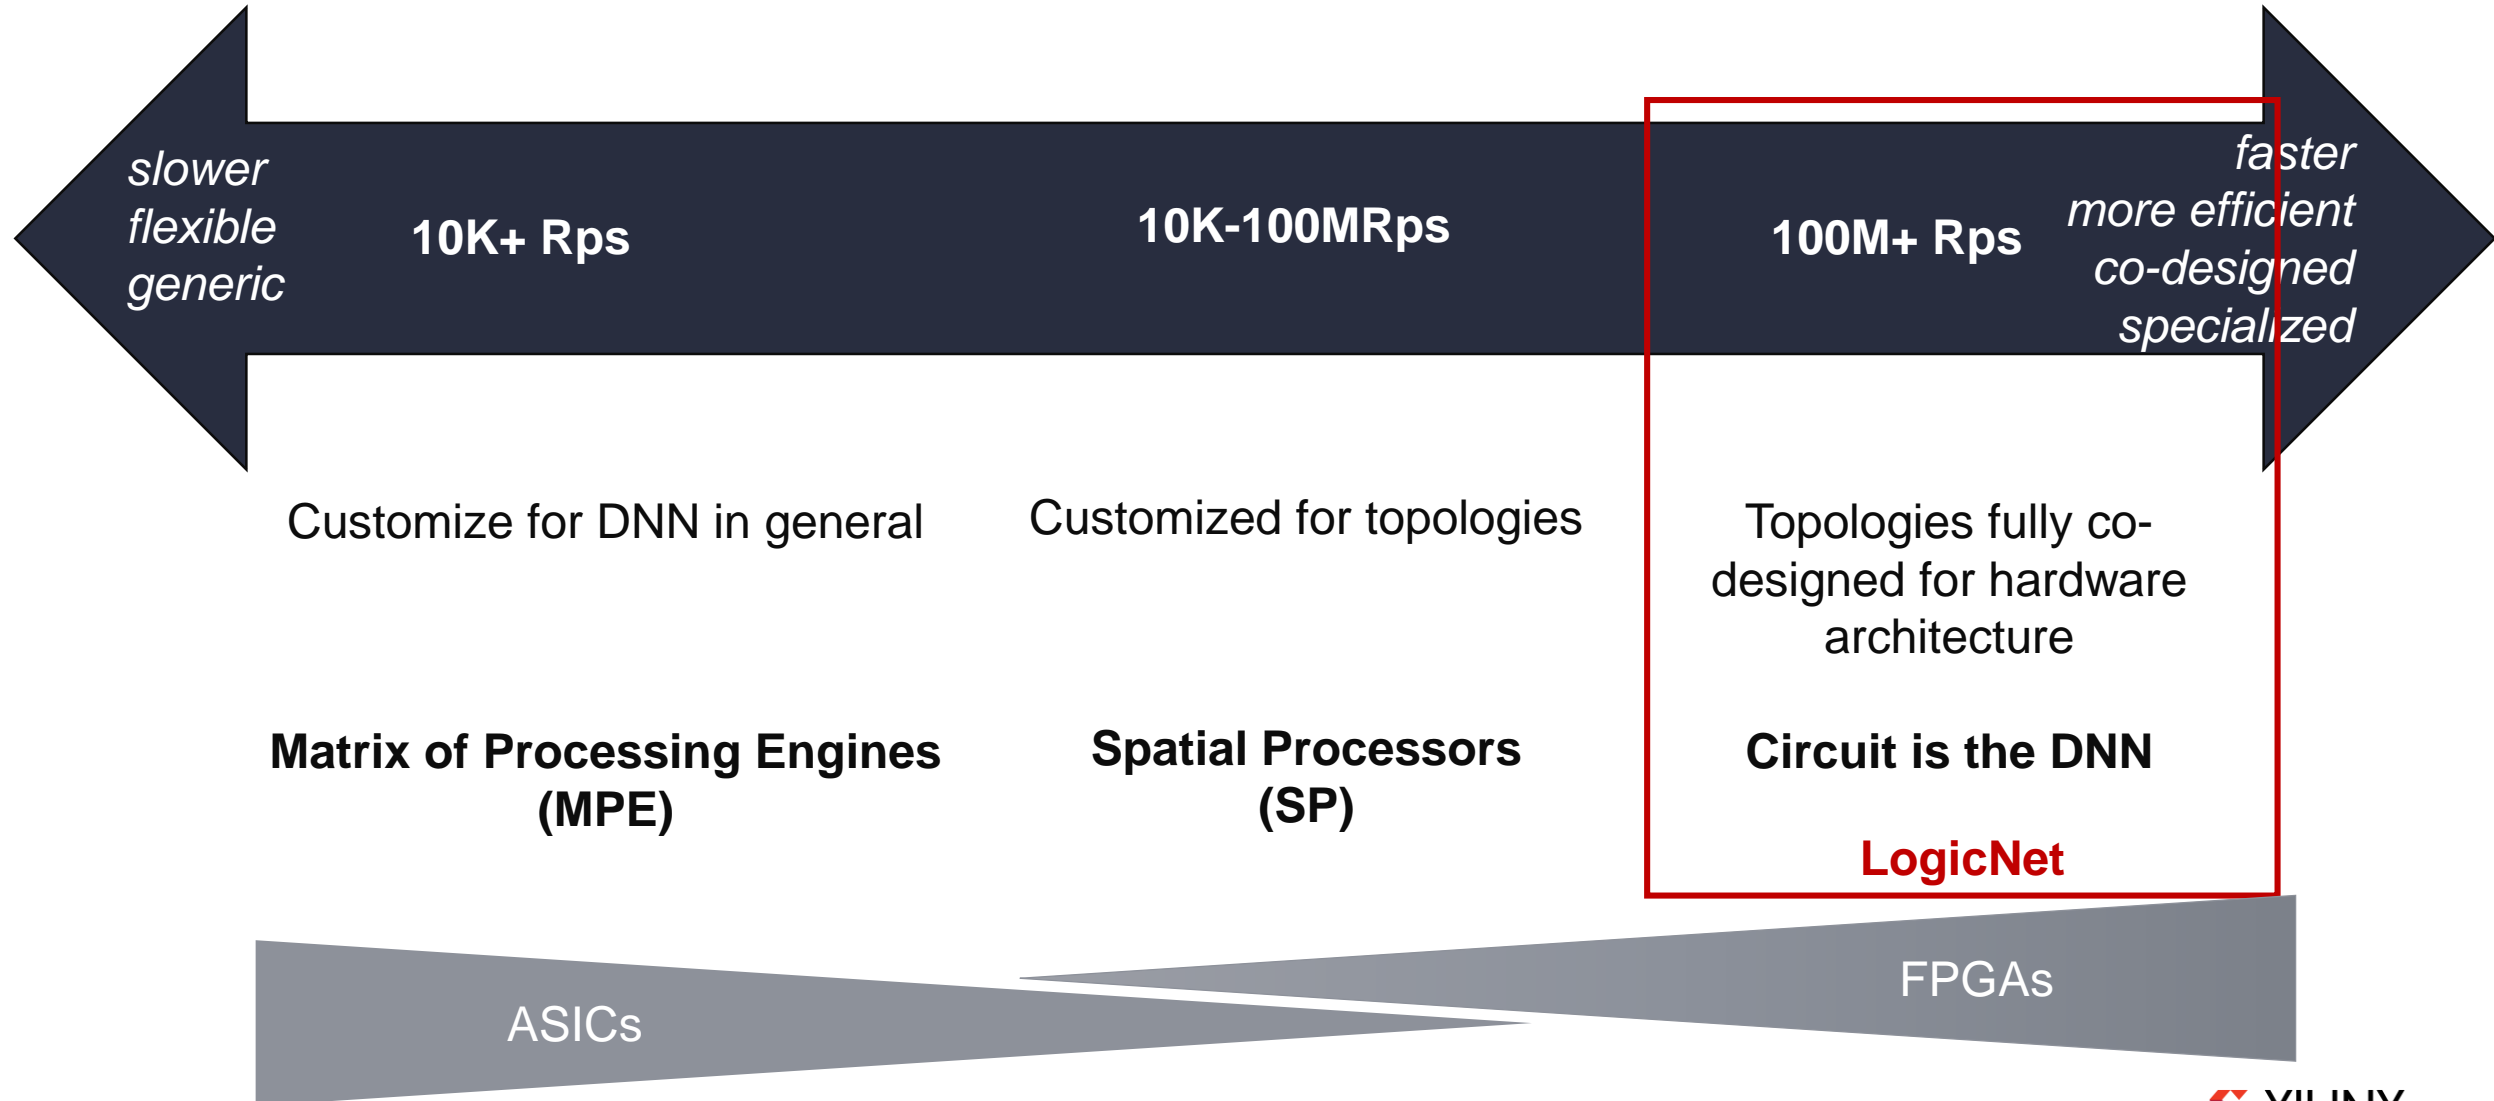 slower
flexible
generic
10K+ Rps
10K-100MRps
100M+ Rps
faster
more efficient
co-designed
specialized
Customize for DNN in general
Customized for topologies
Topologies fully co-
designed for hardware
architecture
Matrix of Processing Engines
(MPE)
Spatial Processors
(SP)
Circuit is the DNN
LogicNet
ASICs
FPGAs
XILINX